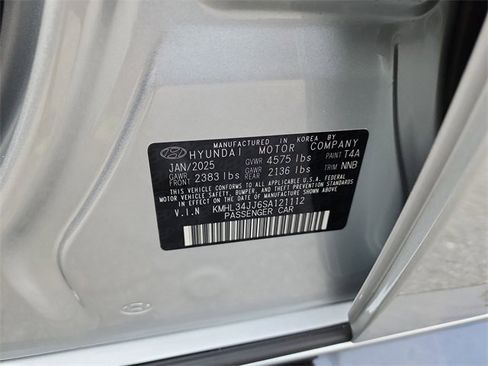 MANUFACTURED IN KOREA BY
HYUNDAI MOTOR COMPANY
JAN/2025 GVWR 4575 lbs PAINT T4A
GAWR FRONT 2383 lbs GAWR REAR 2136 lbs TRIM NNB
THIS VEHICLE CONFORMS TO ALL APPLICABLE U.S.A. FEDERAL
MOTOR VEHICLE SAFETY, BUMPER, AND THEFT PREVENTION
STANDARDS IN EFFECT ON THE DATE OF MANUFACTURE SHOWN ABOVE.
V.I.N KMHL34JJ6SA121112
PASSENGER CAR